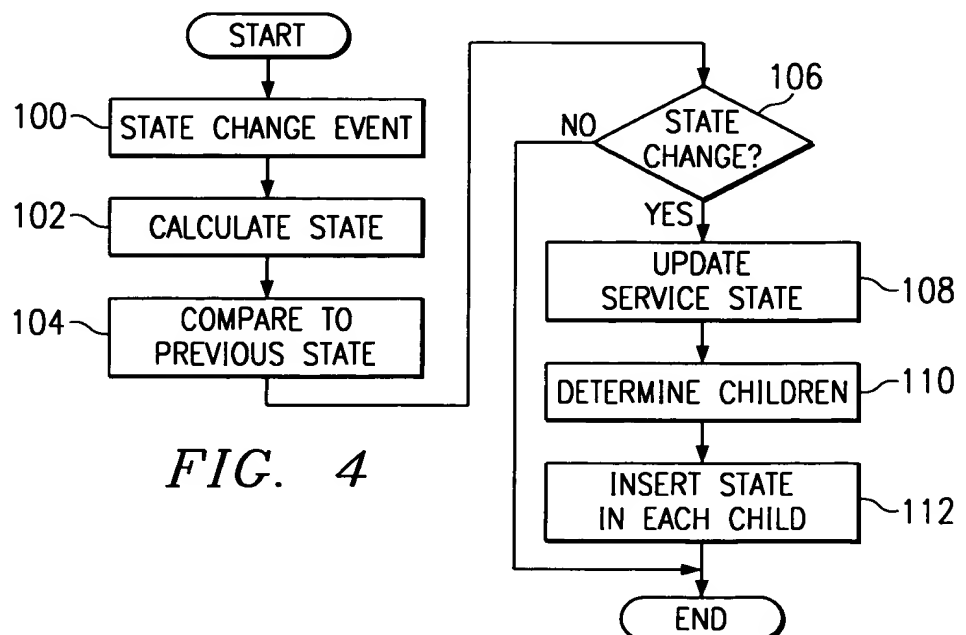 START
100
STATE CHANGE EVENT
102
CALCULATE STATE
104
COMPARE TO
PREVIOUS STATE
FIG. 4
106
STATE
CHANGE?
NO
YES
UPDATE
SERVICE STATE
108
DETERMINE CHILDREN
110
INSERT STATE
IN EACH CHILD
112
END